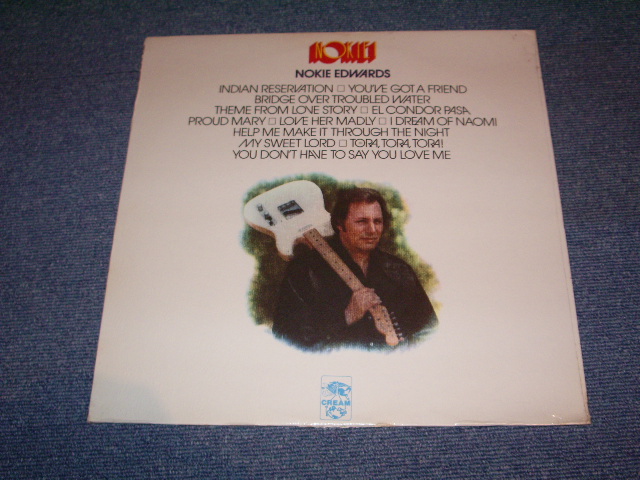 NOKIE!
NOKIE EDWARDS
INDIAN RESERVATION □ YOU'VE GOT A FRIEND
BRIDGE OVER TROUBLED WATER
THEME FROM LOVE STORY □ EL CONDOR PASA
PROUD MARY □ LOVE HER MADLY □ I DREAM OF NAOMI
HELP ME MAKE IT THROUGH THE NIGHT
MY SWEET LORD □ TORA, TORA, TORA!
YOU DON'T HAVE TO SAY YOU LOVE ME
CREAM